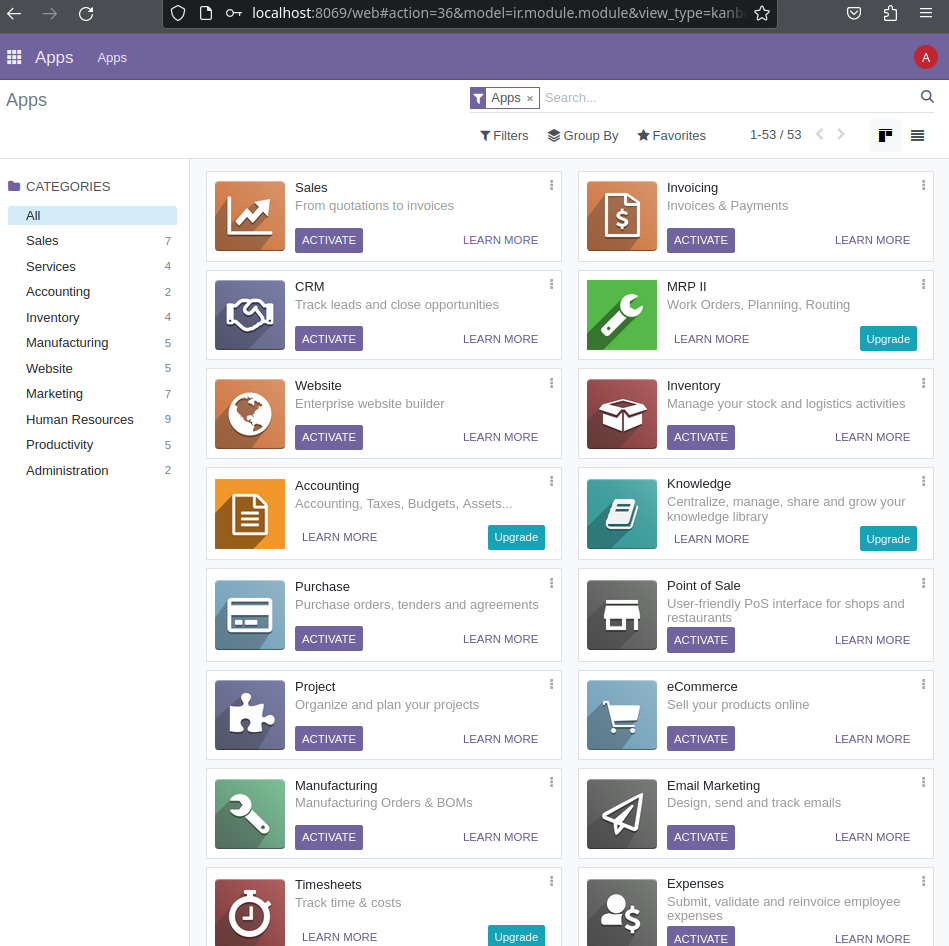 localhost:8069/web#action=36&model=ir.module.module&view_type=kanba
Apps
Apps
A
Apps
Apps ×
Search...
Filters
Group By
Favorites
1-53 / 53
CATEGORIES
All
Sales 7
Services 4
Accounting 2
Inventory 4
Manufacturing 5
Website 5
Marketing 7
Human Resources 9
Productivity 5
Administration 2
Sales
From quotations to invoices
ACTIVATE
LEARN MORE
Invoicing
Invoices & Payments
ACTIVATE
LEARN MORE
CRM
Track leads and close opportunities
ACTIVATE
LEARN MORE
MRP II
Work Orders, Planning, Routing
LEARN MORE
Upgrade
Website
Enterprise website builder
ACTIVATE
LEARN MORE
Inventory
Manage your stock and logistics activities
ACTIVATE
LEARN MORE
Accounting
Accounting, Taxes, Budgets, Assets...
LEARN MORE
Upgrade
Knowledge
Centralize, manage, share and grow your
knowledge library
LEARN MORE
Upgrade
Purchase
Purchase orders, tenders and agreements
ACTIVATE
LEARN MORE
Point of Sale
User-friendly PoS interface for shops and
restaurants
ACTIVATE
LEARN MORE
Project
Organize and plan your projects
ACTIVATE
LEARN MORE
eCommerce
Sell your products online
ACTIVATE
LEARN MORE
Manufacturing
Manufacturing Orders & BOMs
ACTIVATE
LEARN MORE
Email Marketing
Design, send and track emails
ACTIVATE
LEARN MORE
Timesheets
Track time & costs
LEARN MORE
Upgrade
Expenses
Submit, validate and reinvoice employee
expenses
ACTIVATE
LEARN MORE